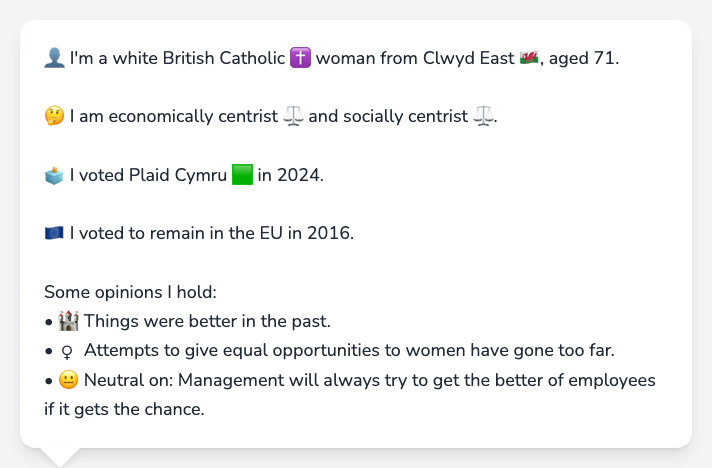 👤 I'm a white British Catholic ✝️ woman from Clwyd East 🏴󠁧󠁢󠁷󠁬󠁳󠁿, aged 71.
🤔 I am economically centrist ⚖️ and socially centrist ⚖️.
🗳️ I voted Plaid Cymru 🟩 in 2024.
🇪🇺 I voted to remain in the EU in 2016.
Some opinions I hold:
• 🏰 Things were better in the past.
• ♀ Attempts to give equal opportunities to women have gone too far.
• 😐 Neutral on: Management will always try to get the better of employees
if it gets the chance.